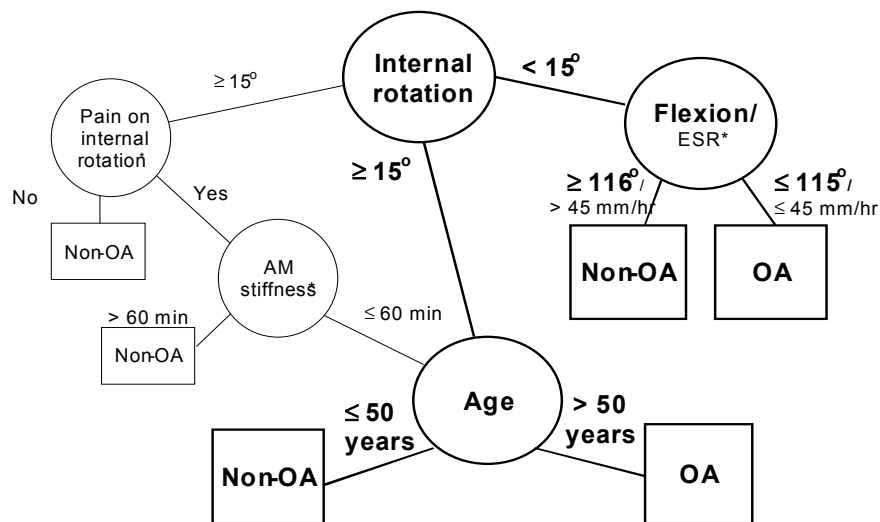 Internal
rotation
≥ 15°
< 15°
Pain on
internal
rotation*
Flexion/
ESR*
≥ 15°
No
Yes
≥ 116°/
> 45 mm/hr
≤ 115°/
≤ 45 mm/hr
Non-OA
AM
stiffness*
Non-OA
OA
> 60 min
≤ 60 min
Non-OA
Age
≤ 50
years
> 50
years
Non-OA
OA